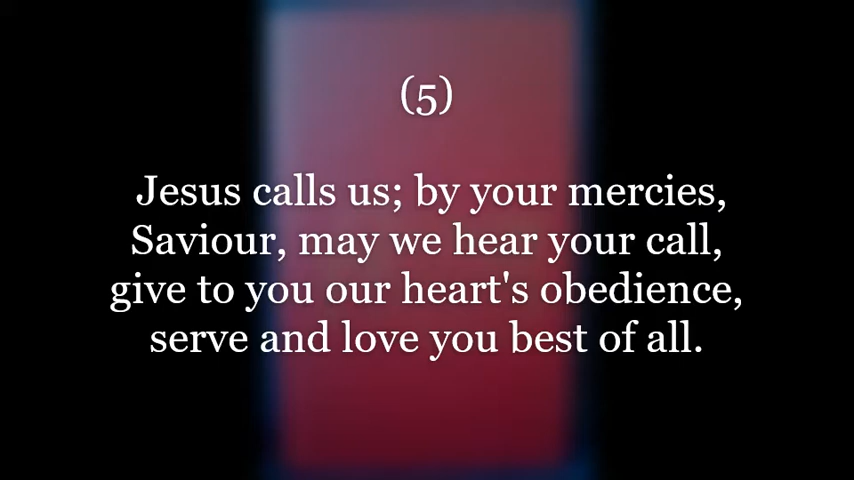 (5)
Jesus calls us; by your mercies,
Saviour, may we hear your call,
give to you our heart's obedience,
serve and love you best of all.